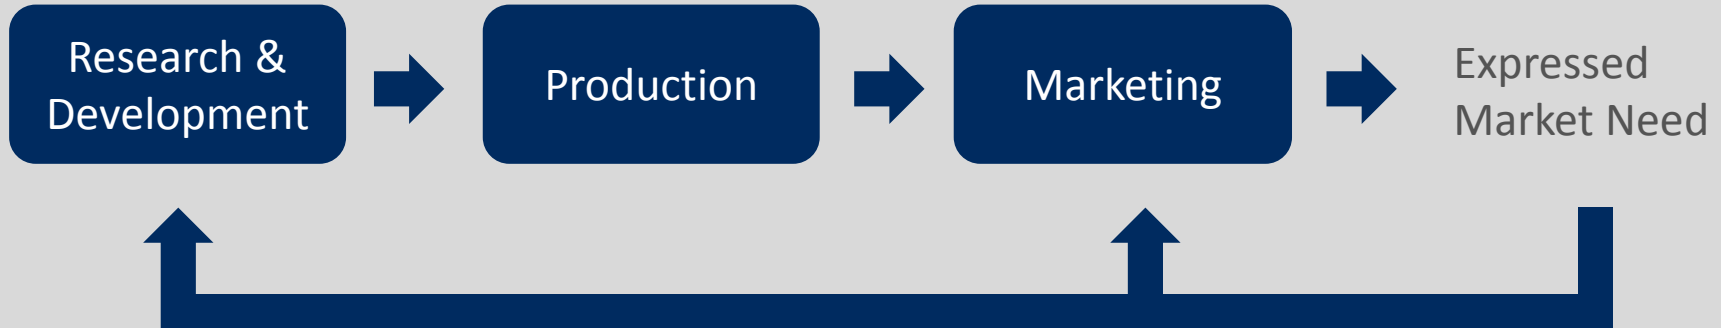 Research &
Development
Production
Marketing
Expressed
Market Need